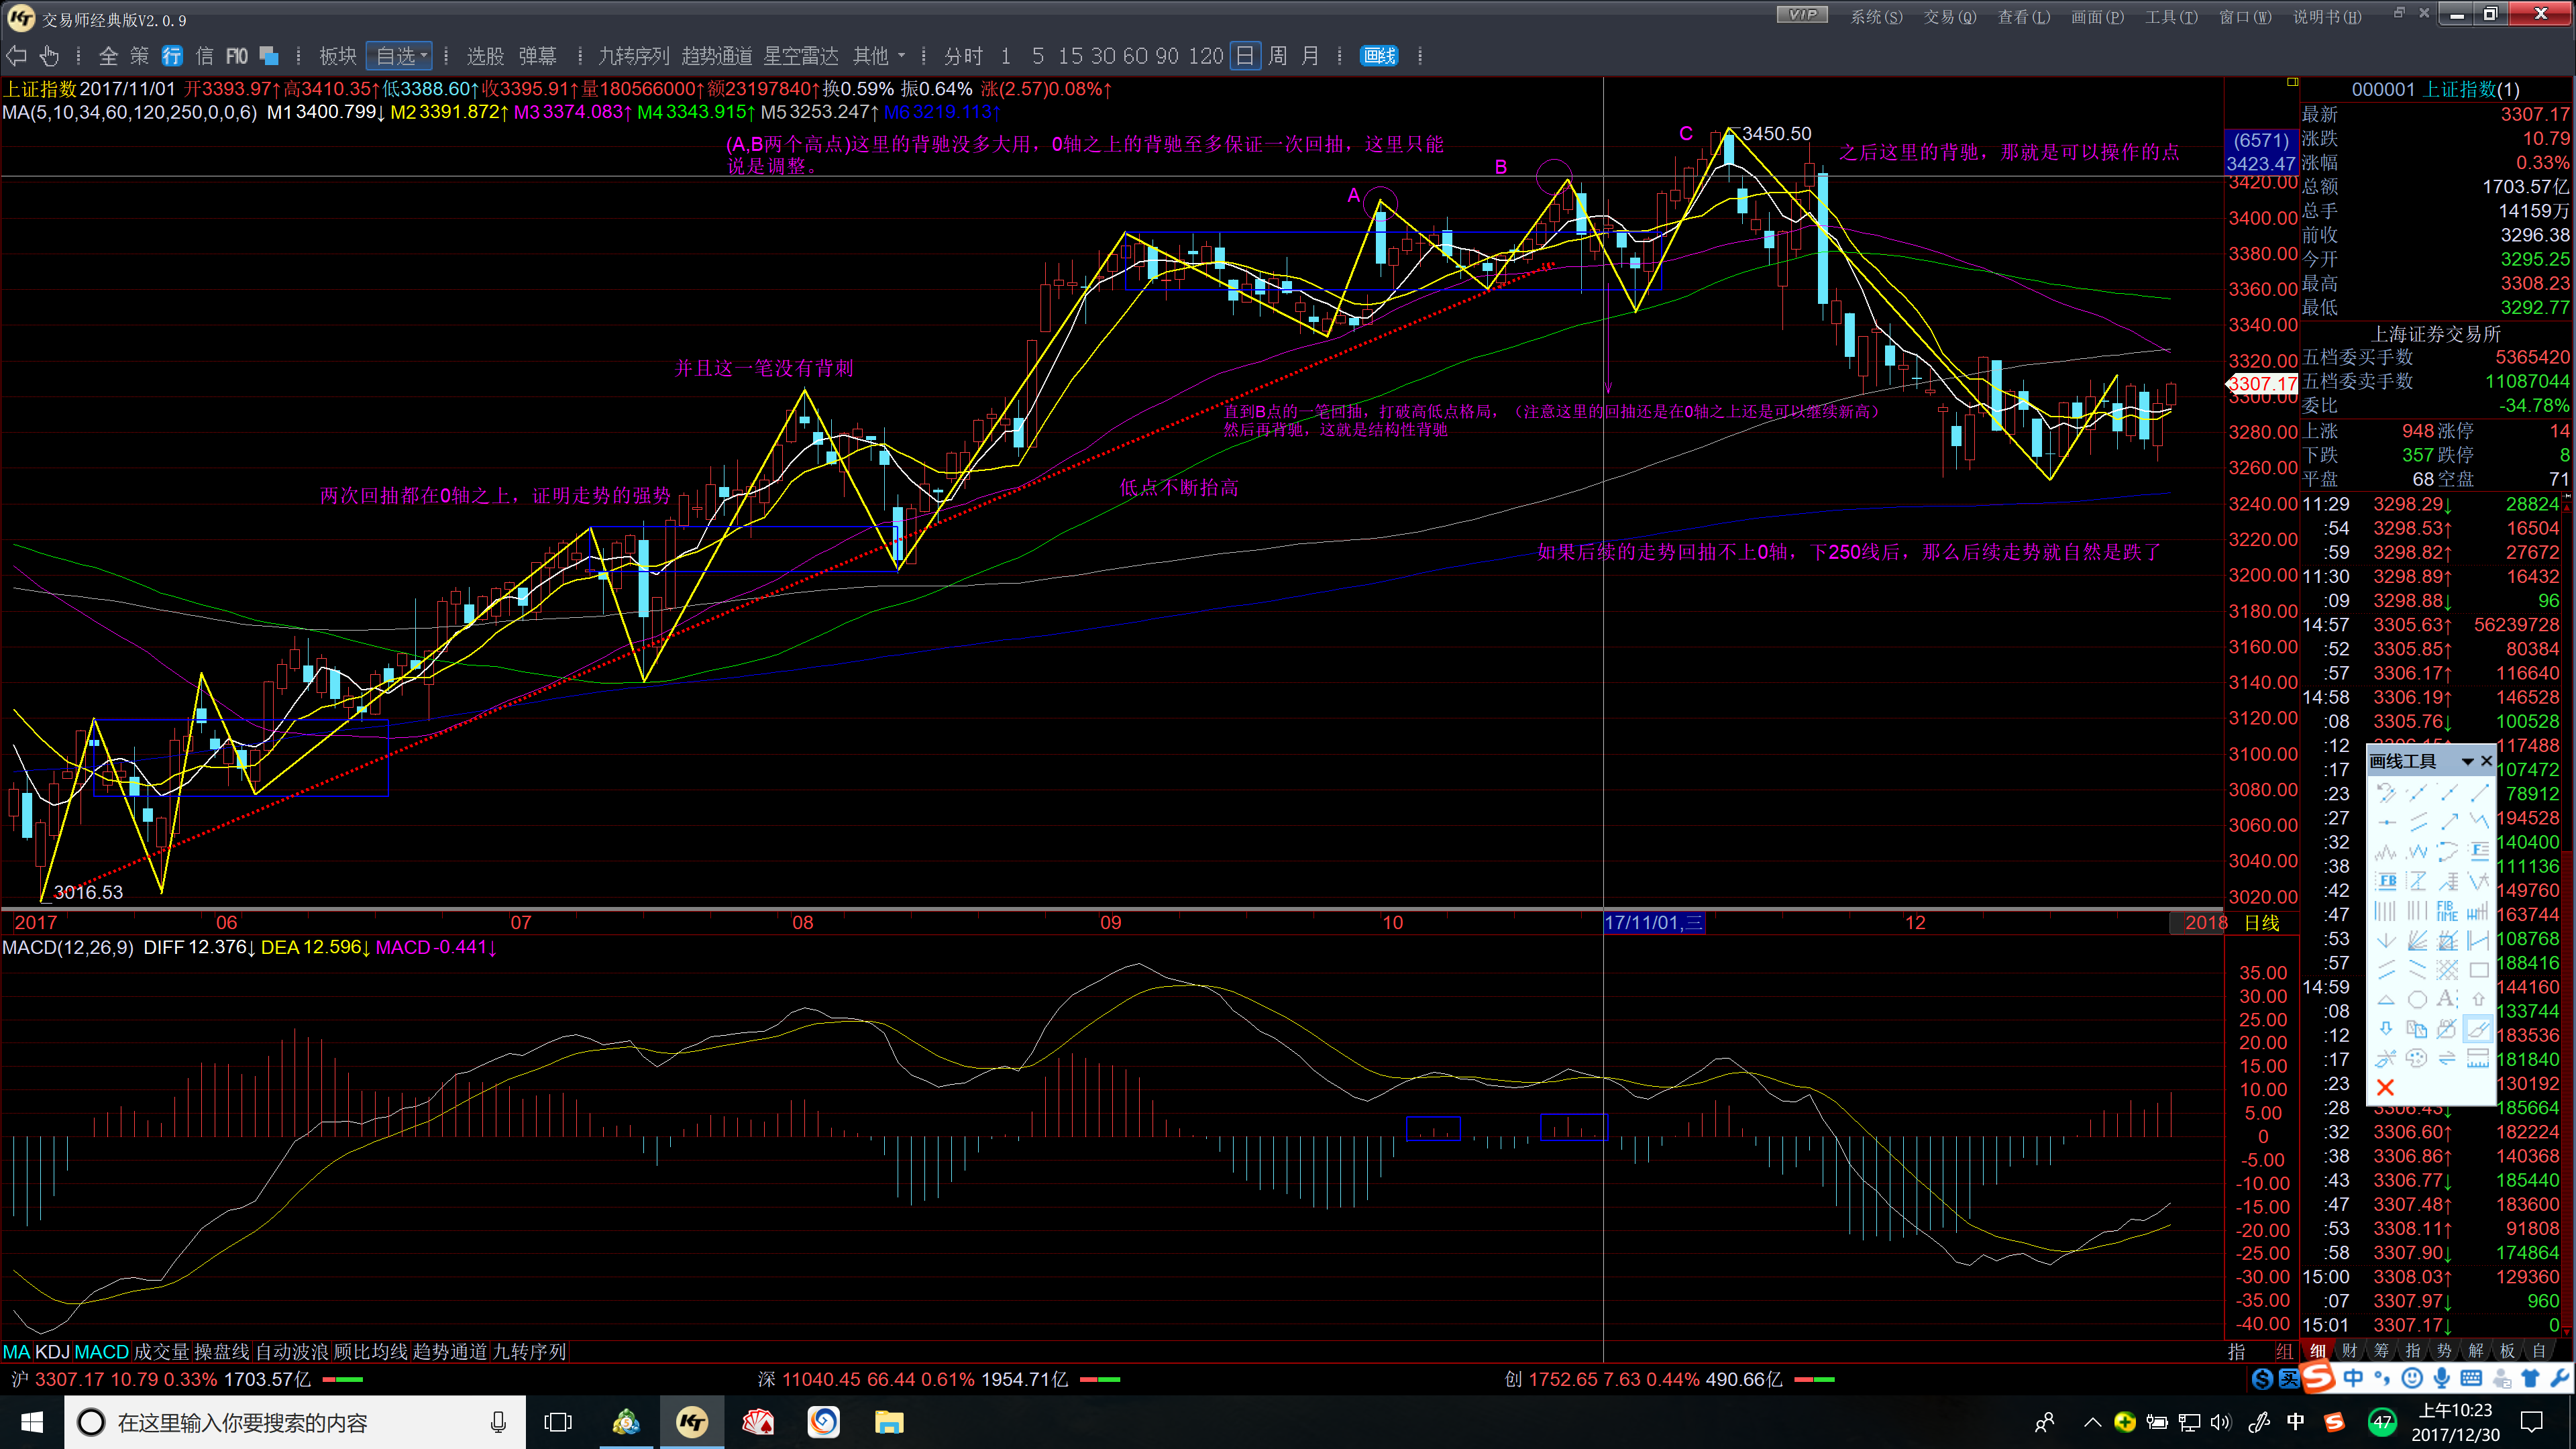 交易师经典版V2.0.9
VIP 系统(S) 交易(Q) 查看(L) 画面(P) 工具(T) 窗口(W) 说明书(H)
全 策 行 信 F10 板块 自选 选股 弹幕 九转序列 趋势通道 星空雷达 其他 分时 1 5 15 30 60 90 120 日 周 月 画线
上证指数 2017/11/01 开3393.97↑高3410.35↑低3388.60↑收3395.91↑量180566000↑额23197840↑换0.59% 振0.64% 涨(2.57)0.08%↑
MA(5,10,34,60,120,250,0,0,6) M1 3400.799↓ M2 3391.872↑ M3 3374.083↑ M4 3343.915↑ M5 3253.247↑ M6 3219.113↑
(A,B两个高点)这里的背驰没多大用，0轴之上的背驰至多保证一次回抽，这里只能
说是调整。
A
B
C
3450.50
之后这里的背驰，那就是可以操作的点
并且这一笔没有背刺
直到B点的一笔回抽，打破高低点格局，（注意这里的回抽还是在0轴之上还是可以继续新高）
然后再背驰，这就是结构性背驰
两次回抽都在0轴之上，证明走势的强势
低点不断抬高
如果后续的走势回抽不上0轴，下250线后，那么后续走势就自然是跌了
3016.53
(6571)
3423.47
3420.00
3400.00
3380.00
3360.00
3340.00
3320.00
3307.17
3300.00
3280.00
3260.00
3240.00
3220.00
3200.00
3180.00
3160.00
3140.00
3120.00
3100.00
3080.00
3060.00
3040.00
3020.00
2017 06 07 08 09 10 17/11/01,三 12 2018 日线
MACD(12,26,9) DIFF 12.376↓ DEA 12.596↓ MACD -0.441↓
35.00
30.00
25.00
20.00
15.00
10.00
5.00
0
-5.00
-10.00
-15.00
-20.00
-25.00
-30.00
-35.00
-40.00
MA KDJ MACD 成交量 操盘线 自动波浪 顾比均线 趋势通道 九转序列 指 组
000001 上证指数(1)
最新 3307.17
涨跌 10.79
涨幅 0.33%
总额 1703.57亿
总手 14159万
前收 3296.38
今开 3295.25
最高 3308.23
最低 3292.77
上海证券交易所
五档委买手数 5365420
五档委卖手数 11087044
委比 -34.78%
上涨 948 涨停 14
下跌 357 跌停 8
平盘 68 空盘 71
11:29 3298.29↓ 28824
:54 3298.53↑ 16504
:59 3298.82↑ 27672
11:30 3298.89↑ 16432
:09 3298.88↓ 96
14:57 3305.63↑ 56239728
:52 3305.85↑ 80384
:57 3306.17↑ 116640
14:58 3306.19↑ 146528
:08 3305.76↓ 100528
:12 117488
:17 107472
:23 78912
:27 194528
:32 140400
:38 111136
:42 149760
:47 163744
:53 108768
:57 188416
14:59 144160
:08 133744
:12 183536
:17 181840
:23 130192
:28 3306.43↓ 185664
:32 3306.60↑ 182224
:38 3306.86↑ 140368
:43 3306.77↓ 185440
:47 3307.48↑ 183600
:53 3308.11↑ 91808
:58 3307.90↓ 174864
15:00 3308.03↑ 129360
:07 3307.97↓ 960
15:01 3307.17↓ 0
画线工具
F
FB
FIB
TIME
A
细 财 筹 指 势 解 板 自
沪 3307.17 10.79 0.33% 1703.57亿 深 11040.45 66.44 0.61% 1954.71亿 创 1752.65 7.63 0.44% 490.66亿
中
在这里输入你要搜索的内容
中
47
上午10:23
2017/12/30